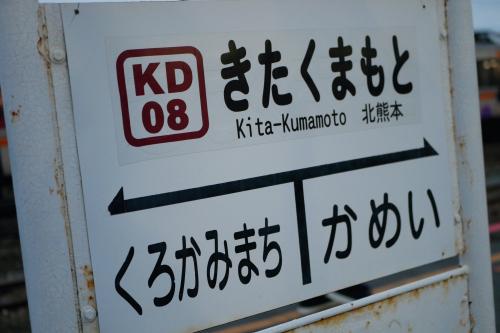 KD
08
きたくまもと
Kita-Kumamoto 北熊本
くろかみまち かめい